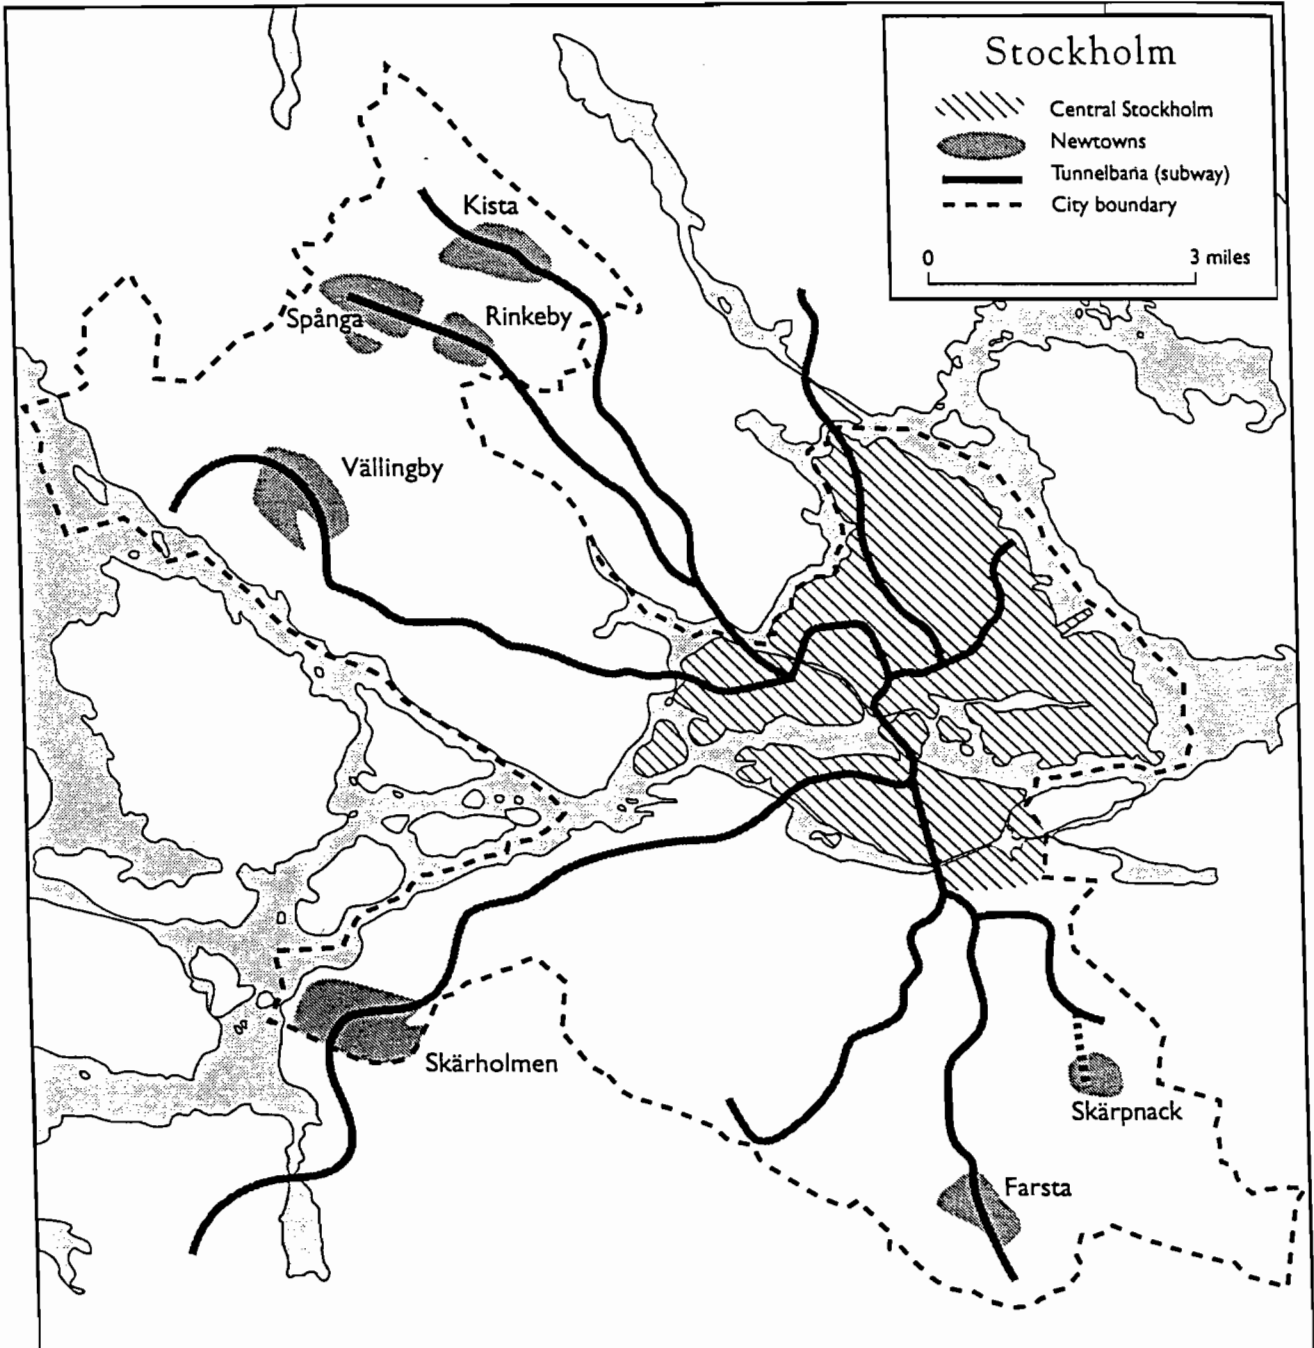 Stockholm
Central Stockholm
Newtowns
Tunnelbana (subway)
City boundary
0 3 miles
Kista
Spånga
Rinkeby
Vällingby
Skärholmen
Skärpnack
Farsta